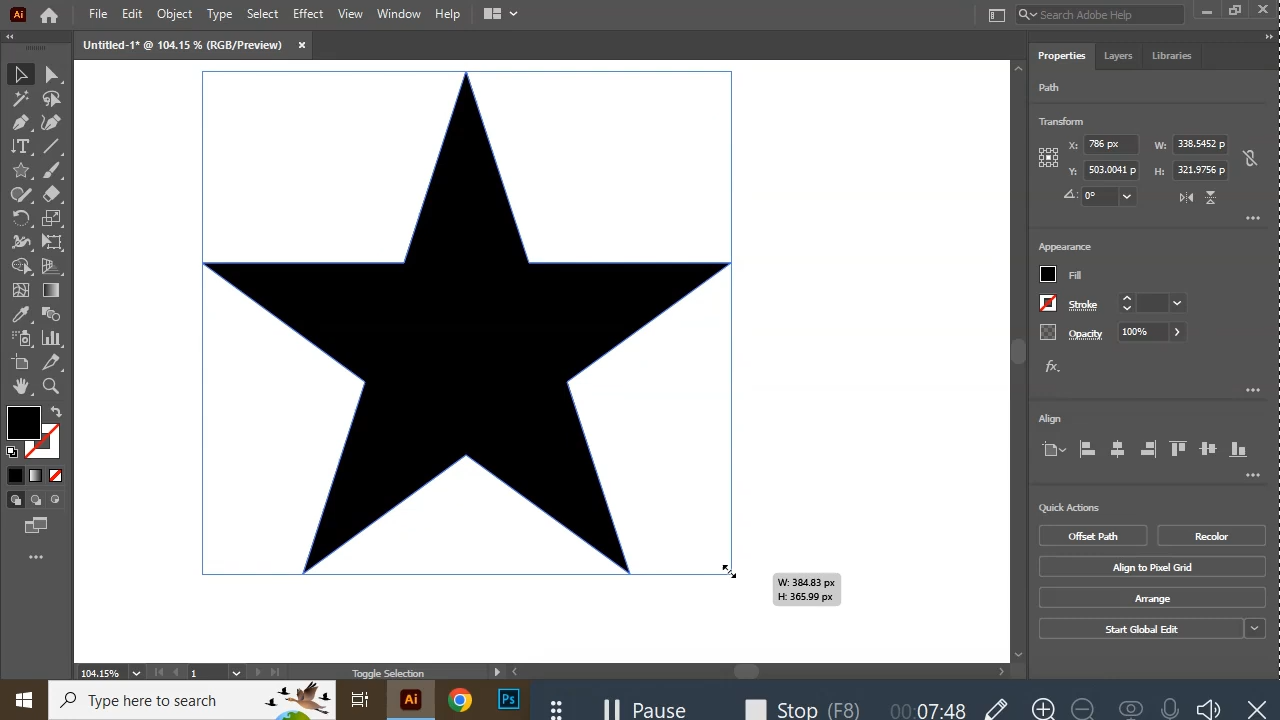 Ai File Edit Object Type Select Effect View Window Help Search Adobe Help
Untitled-1* @ 104.15 % (RGB/Preview)
Properties Layers Libraries
Path
Transform
X: 786 px W: 338.5452 p
Y: 503.0041 p H: 321.9756 p
0°
Appearance
Fill
Stroke
Opacity 100%
fx.
Align
Quick Actions
Offset Path Recolor
Align to Pixel Grid
Arrange
Start Global Edit
W: 384.83 px
H: 365.99 px
104.15% 1 Toggle Selection
Type here to search Ai Ps Pause Stop (F8) 00:07:48